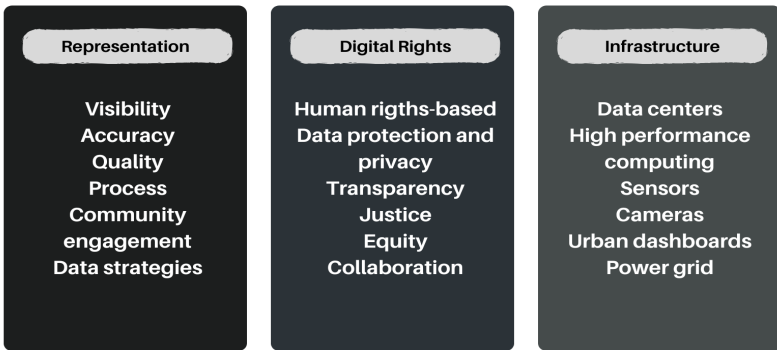 Representation
Visibility
Accuracy
Quality
Process
Community
engagement
Data strategies
Digital Rights
Human rigths-based
Data protection and
privacy
Transparency
Justice
Equity
Collaboration
Infrastructure
Data centers
High performance
computing
Sensors
Cameras
Urban dashboards
Power grid